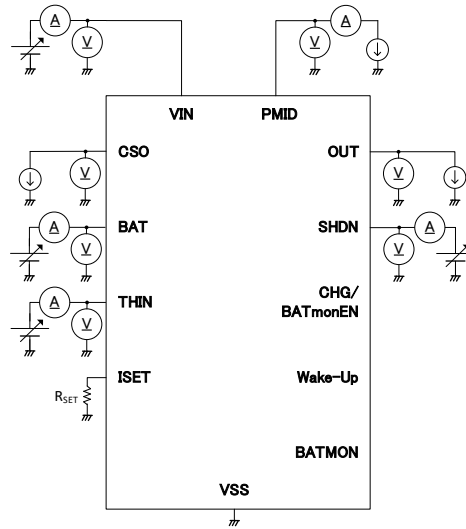 A
A
V
V
VIN
PMID
CSO
OUT
V
V
BAT
SHDN
A
V
A
V
THIN
CHG/
BATmonEN
A
V
ISET
Wake-Up
RSET
BATMON
VSS